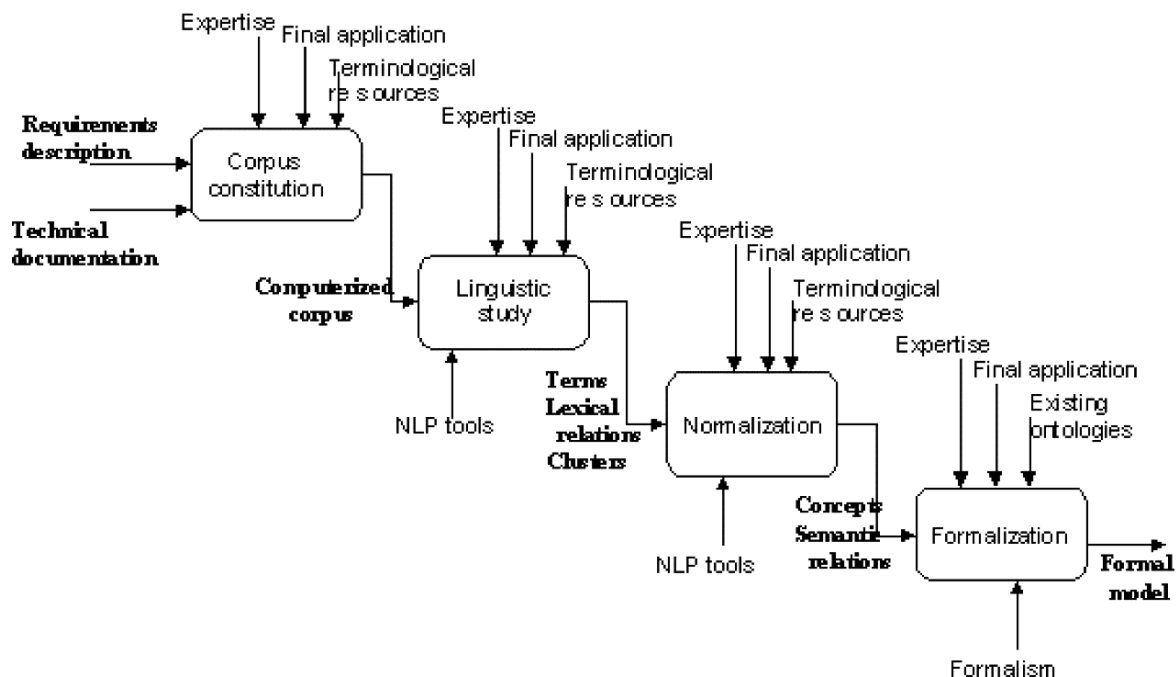 Expertise
Final application
Terminological
re s ources
Requirements
description
Corpus
constitution
Technical
documentation
Expertise
Final application
Terminological
re s ources
Computerized
corpus
Linguistic
study
NLP tools
Expertise
Final application
Terminological
re s ources
Terms
Lexical
relations
Clusters
Normalization
NLP tools
Expertise
Final application
Existing
ontologies
Concepts
Semantic
relations
Formalization
Formal
model
Formalism